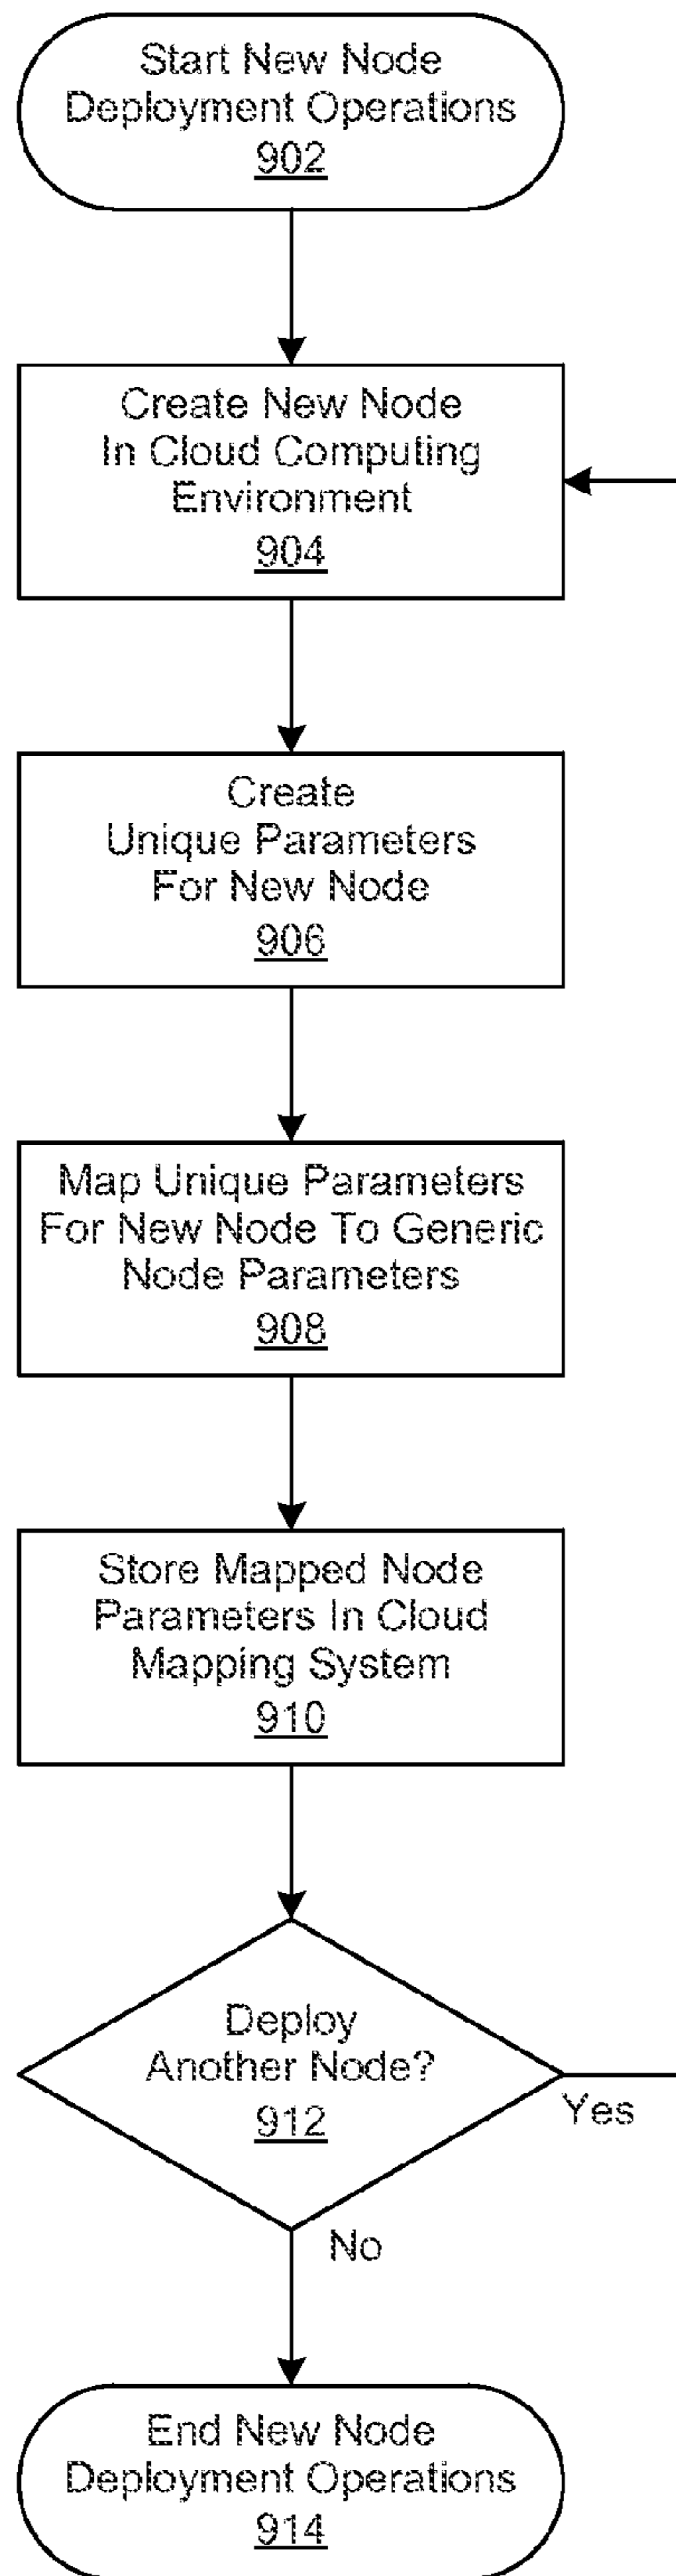 Start New Node
Deployment Operations
902
Create New Node
In Cloud Computing
Environment
904
Create
Unique Parameters
For New Node
906
Map Unique Parameters
For New Node To Generic
Node Parameters
908
Store Mapped Node
Parameters In Cloud
Mapping System
910
Deploy
Another Node?
912
Yes
No
End New Node
Deployment Operations
914